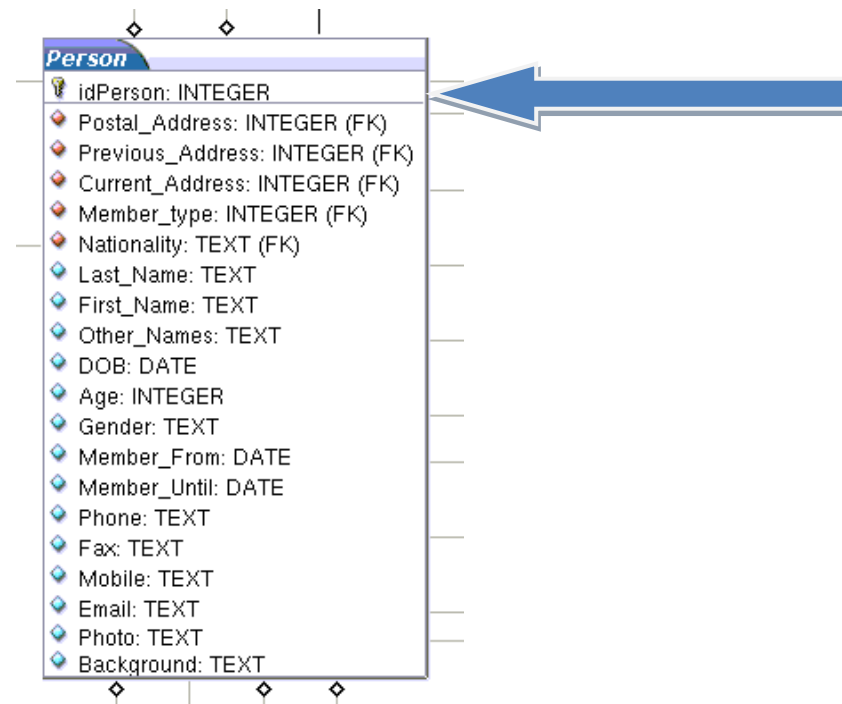 Person
idPerson: INTEGER
Postal_Address: INTEGER (FK)
Previous_Address: INTEGER (FK)
Current_Address: INTEGER (FK)
Member_type: INTEGER (FK)
Nationality: TEXT (FK)
Last_Name: TEXT
First_Name: TEXT
Other_Names: TEXT
DOB: DATE
Age: INTEGER
Gender: TEXT
Member_From: DATE
Member_Until: DATE
Phone: TEXT
Fax: TEXT
Mobile: TEXT
Email: TEXT
Photo: TEXT
Background: TEXT